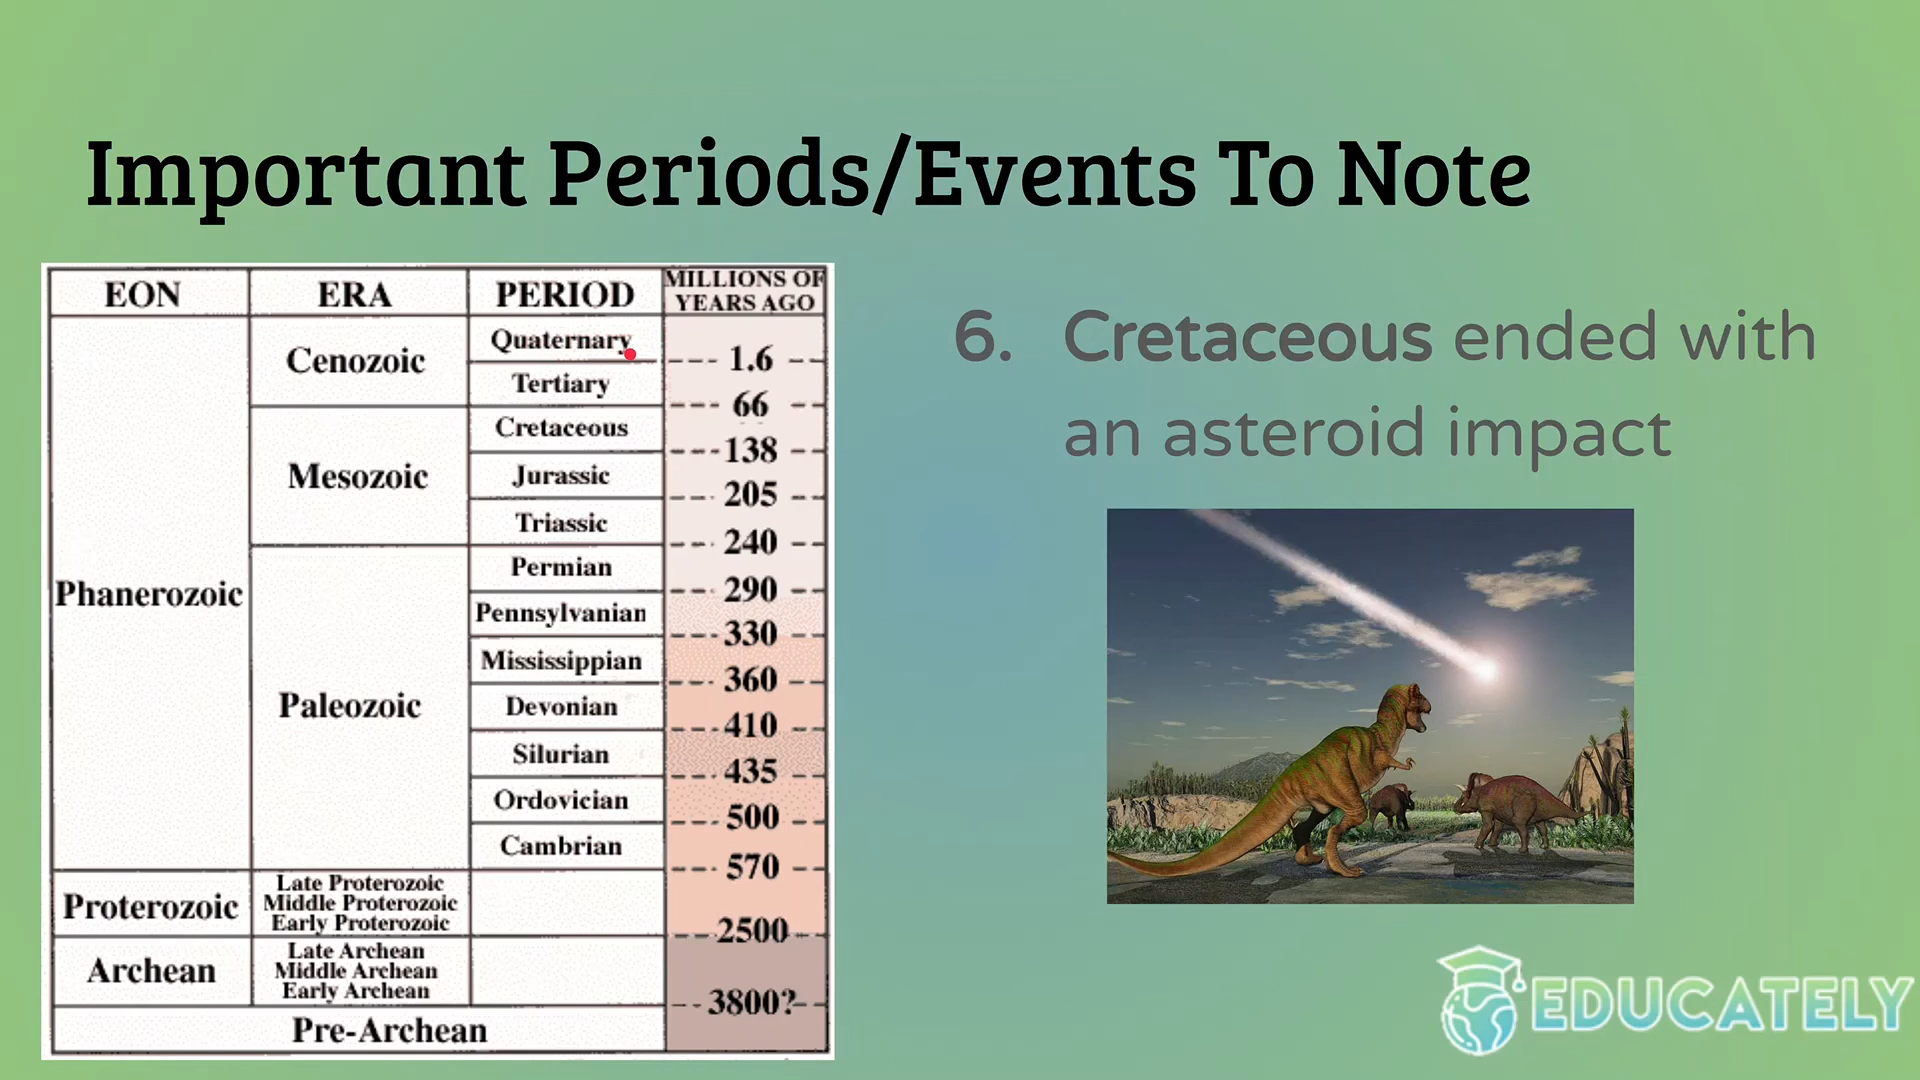 Important Periods/Events To Note
EON ERA PERIOD MILLIONS OF YEARS AGO
Quaternary
Cenozoic
1.6
Tertiary
66
Cretaceous
138
Mesozoic
Jurassic
205
Triassic
240
Permian
290
Phanerozoic
Pennsylvanian
330
Mississippian
360
Paleozoic
Devonian
410
Silurian
435
Ordovician
500
Cambrian
570
Proterozoic
Late Proterozoic
Middle Proterozoic
Early Proterozoic
2500
Archean
Late Archean
Middle Archean
Early Archean
3800?
Pre-Archean
6. Cretaceous ended with
an asteroid impact
EDUCATELY